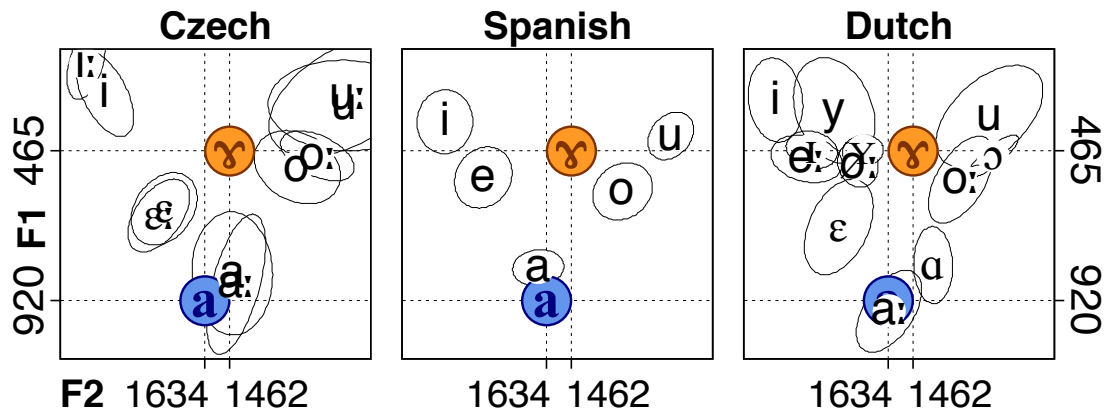 Czech Spanish Dutch
iː i uː u i u i y u
465 ɤ oː o ɤ e ɤ eː ɪ ʏ øː ɔ oː 465
F1 ɛ ɛː o ɛ
a aː a ɑ
920 a a aː 920
F2 1634 1462 1634 1462 1634 1462